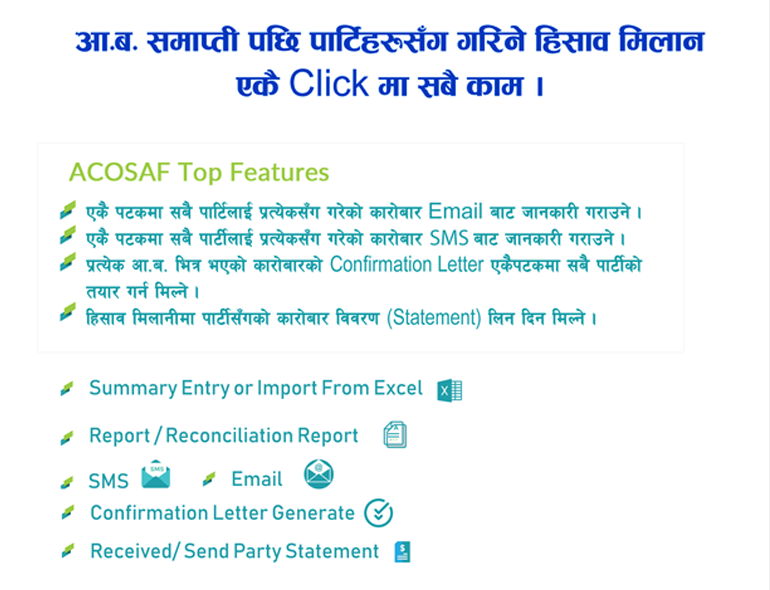 आ.ब. समाप्ती पछि पार्टिहरूसँग गरिने हिसाव मिलान
एकै Click मा सबै काम ।
ACOSAF Top Features
एकै पटकमा सबै पार्टिलाई प्रत्येकसँग गरेको कारोबार Email बाट जानकारी गराउने ।
एकै पटकमा सबै पार्टीलाई प्रत्येकसँग गरेको कारोबार SMS बाट जानकारी गराउने ।
प्रत्येक आ.ब. भित्र भएको कारोबारको Confirmation Letter एकैपटकमा सबै पार्टीको
तयार गर्न मिल्ने ।
हिसाव मिलानीमा पार्टीसँगको कारोबार विवरण (Statement) लिन दिन मिल्ने ।
Summary Entry or Import From Excel X
Report / Reconciliation Report A
SMS SMS Email @
Confirmation Letter Generate
Received/ Send Party Statement $